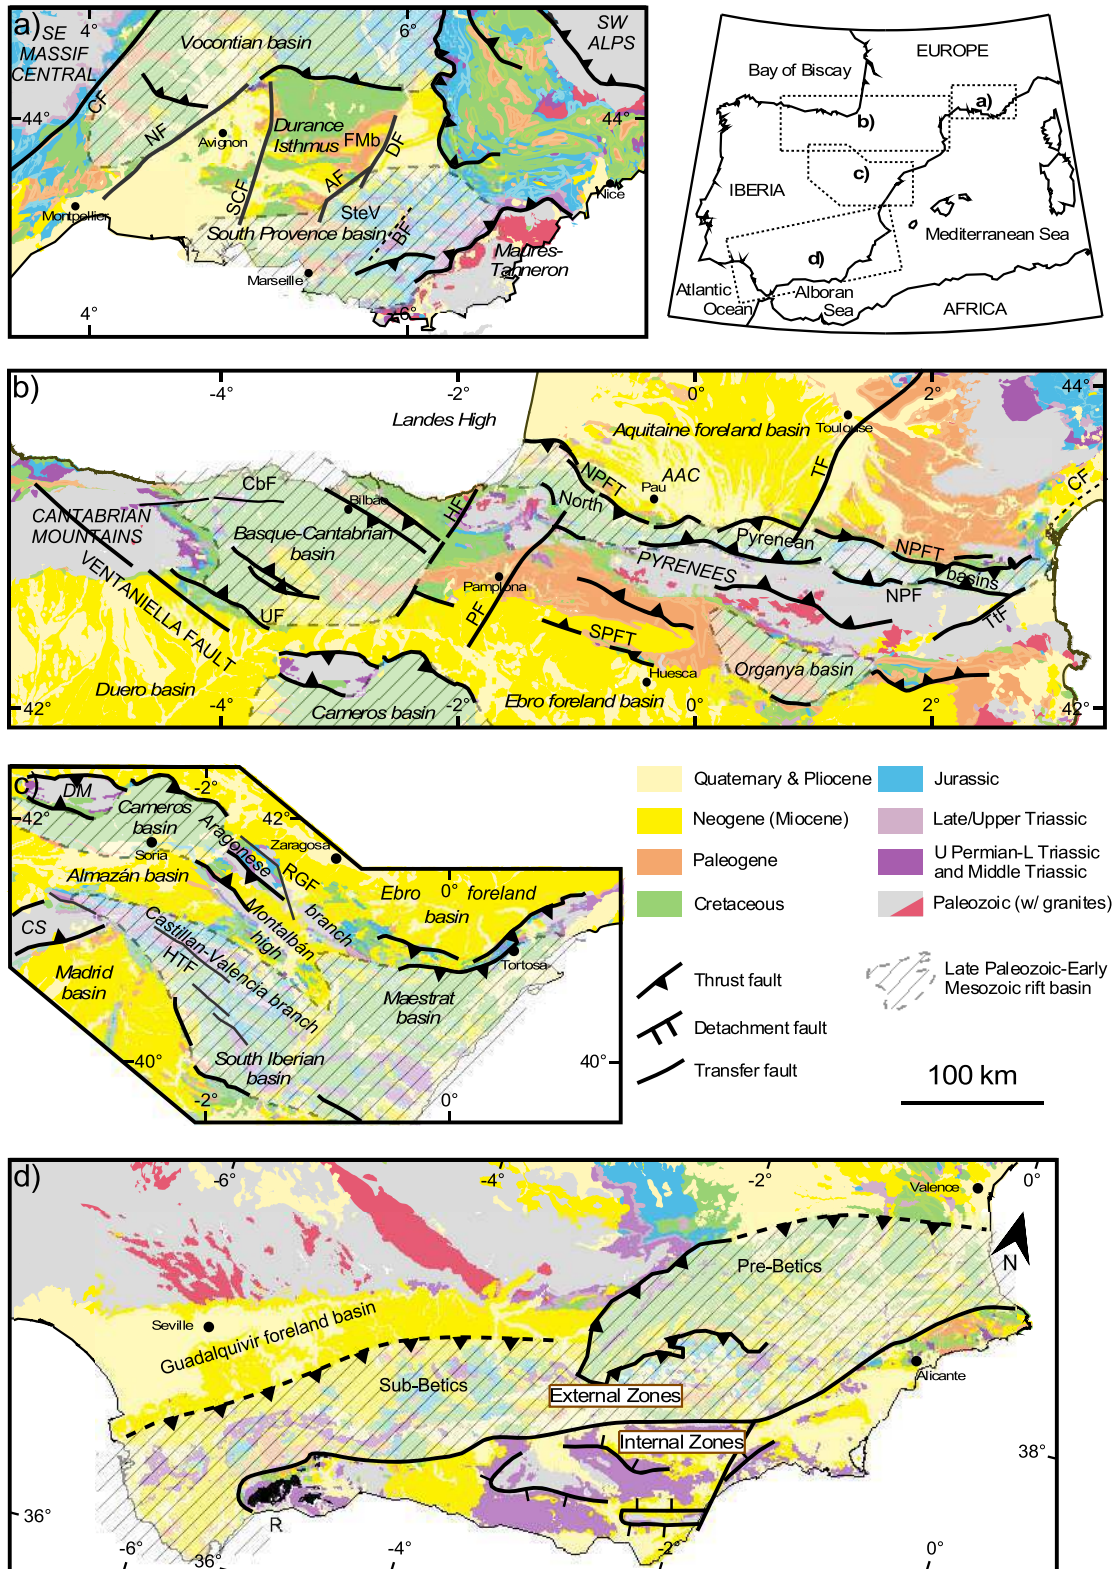 a)
SE
MASSIF
CENTRAL
4°
Vocontian basin
6°
SW
ALPS
CF
NF
44°
44°
Avignon
Durance
Isthmus
FMb
DF
AF
SCF
SteV
BF
Nice
Montpellier
South Provence basin
Maures-
Tanneron
Marseille
4°
6°
EUROPE
Bay of Biscay
a)
b)
c)
IBERIA
Mediterranean Sea
d)
Atlantic
Ocean
Alboran
Sea
AFRICA
b)
-4°
-2°
0°
2°
44°
Landes High
Aquitaine foreland basin
Toulouse
TF
AAC
Pau
NPFT
CF
CbF
Bilbao
North
HF
CANTABRIAN
MOUNTAINS
Basque-Cantabrian
basin
Pyrenean
NPFT
basins
PYRENEES
NPF
VENTANIELLA FAULT
Pamplona
PF
UF
TtF
SPFT
Huesca
Organya basin
Duero basin
Ebro foreland basin
Cameros basin
42°
-4°
-2°
0°
2°
42°
c)
DM
-2°
42°
Cameros
basin
42°
Zaragosa
Soria
Aragonese
branch
RGF
Almazán basin
Ebro foreland
basin
0°
Montalbán
high
CS
Castillan-Valencia branch
HTF
Tortosa
Madrid
basin
Maestrat
basin
40°
South Iberian
basin
40°
-2°
0°
Quaternary & Pliocene
Neogene (Miocene)
Paleogene
Cretaceous
Jurassic
Late/Upper Triassic
U Permian-L Triassic
and Middle Triassic
Paleozoic (w/ granites)
Thrust fault
Detachment fault
Transfer fault
Late Paleozoic-Early
Mesozoic rift basin
100 km
d)
-6°
-4°
-2°
0°
Valence
N
Pre-Betics
Seville
Guadalquivir foreland basin
Sub-Betics
External Zones
Alicante
Internal Zones
38°
36°
R
-6°
36°
-4°
-2°
0°